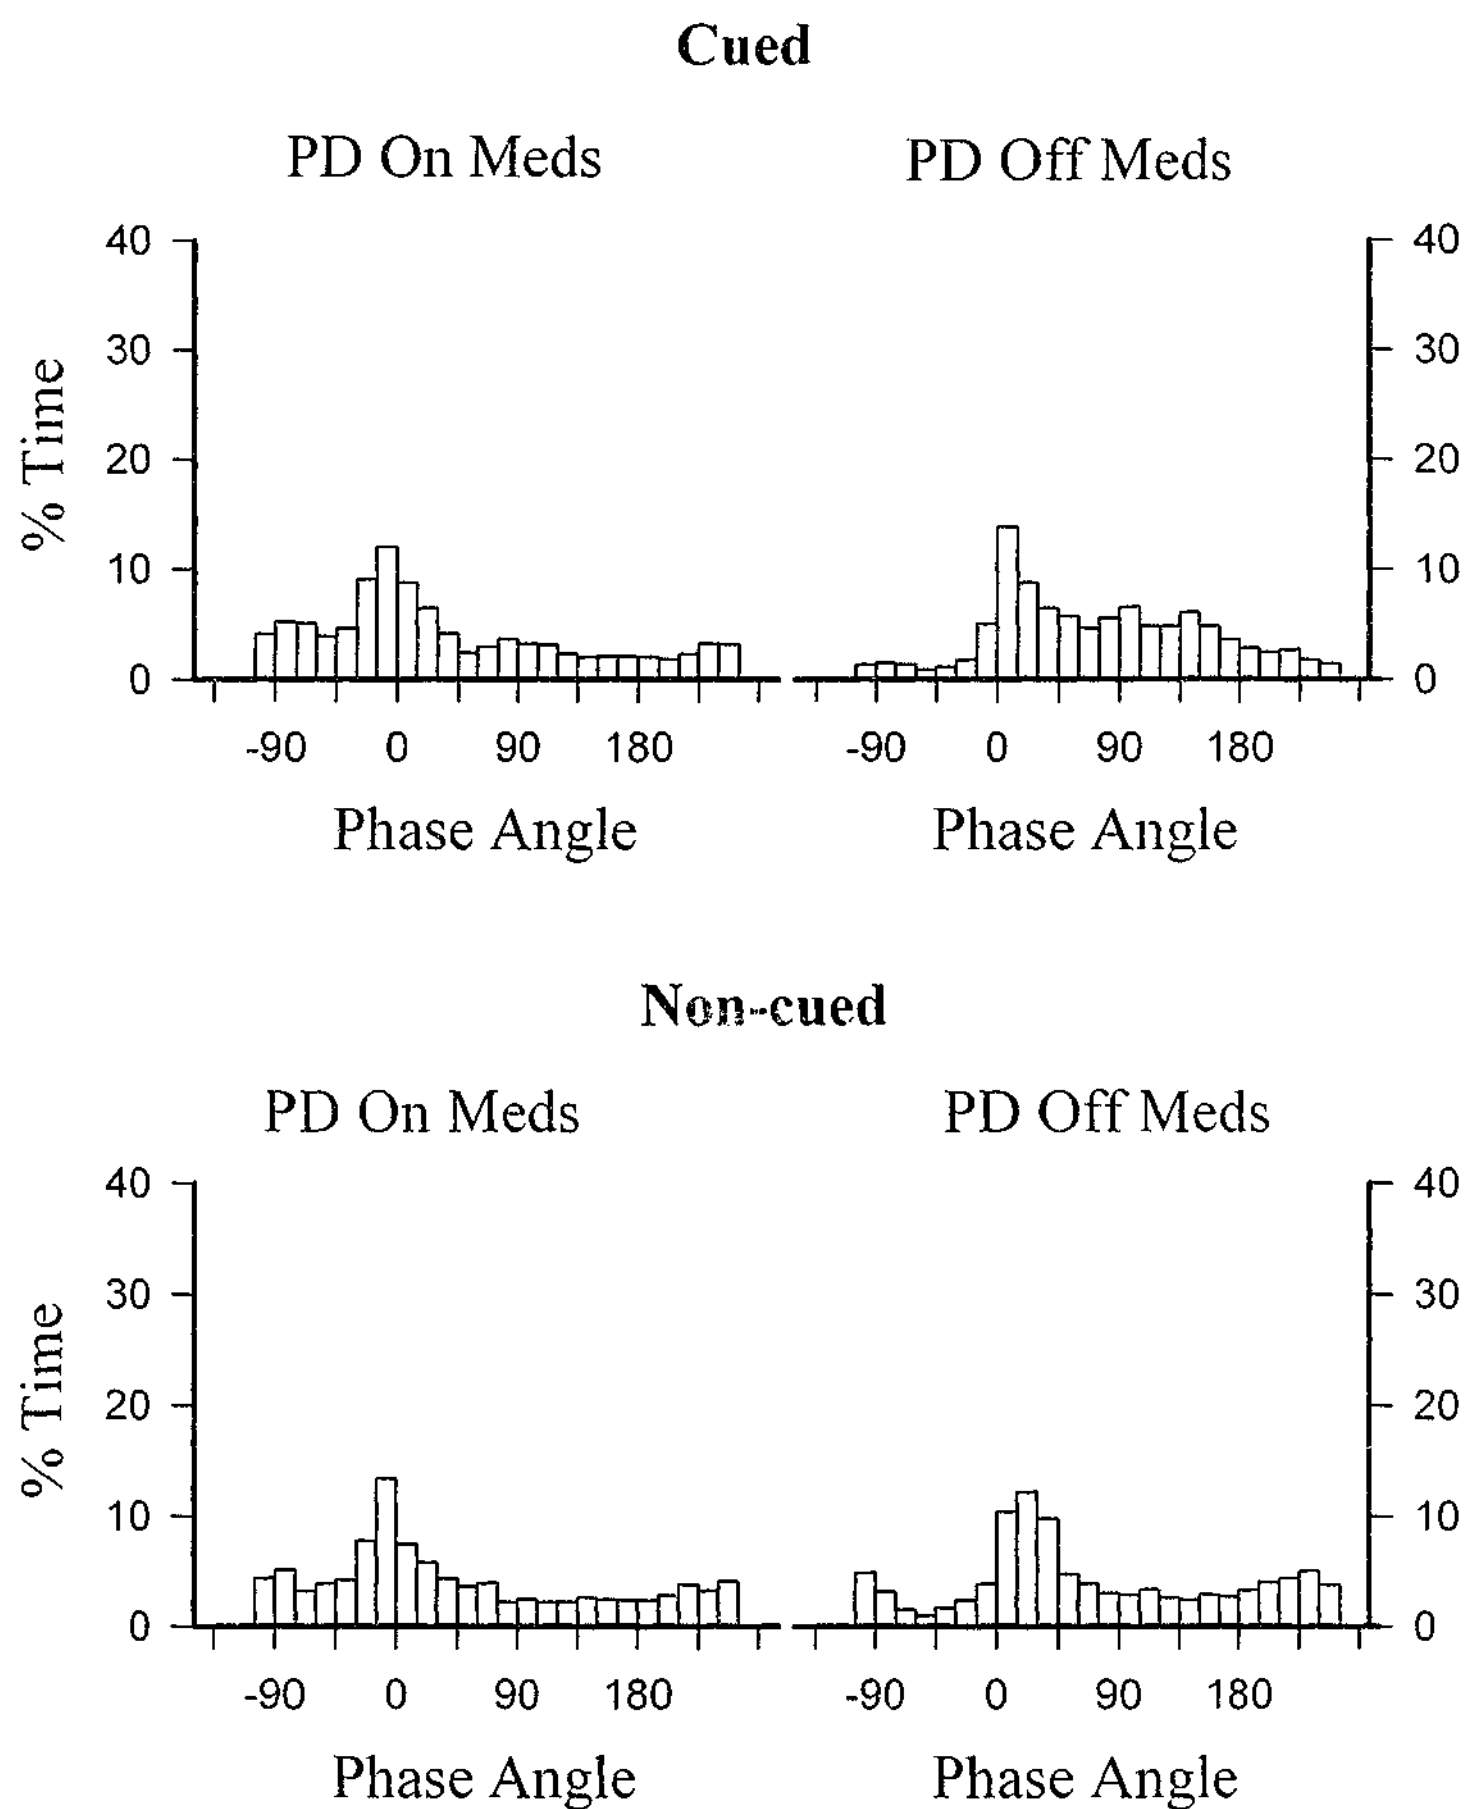 Cued
PD On Meds PD Off Meds
40 40
30 30
% Time
20 20
10 10
0 0
-90 0 90 180 -90 0 90 180
Phase Angle Phase Angle
Non-cued
PD On Meds PD Off Meds
40 40
30 30
% Time
20 20
10 10
0 0
-90 0 90 180 -90 0 90 180
Phase Angle Phase Angle